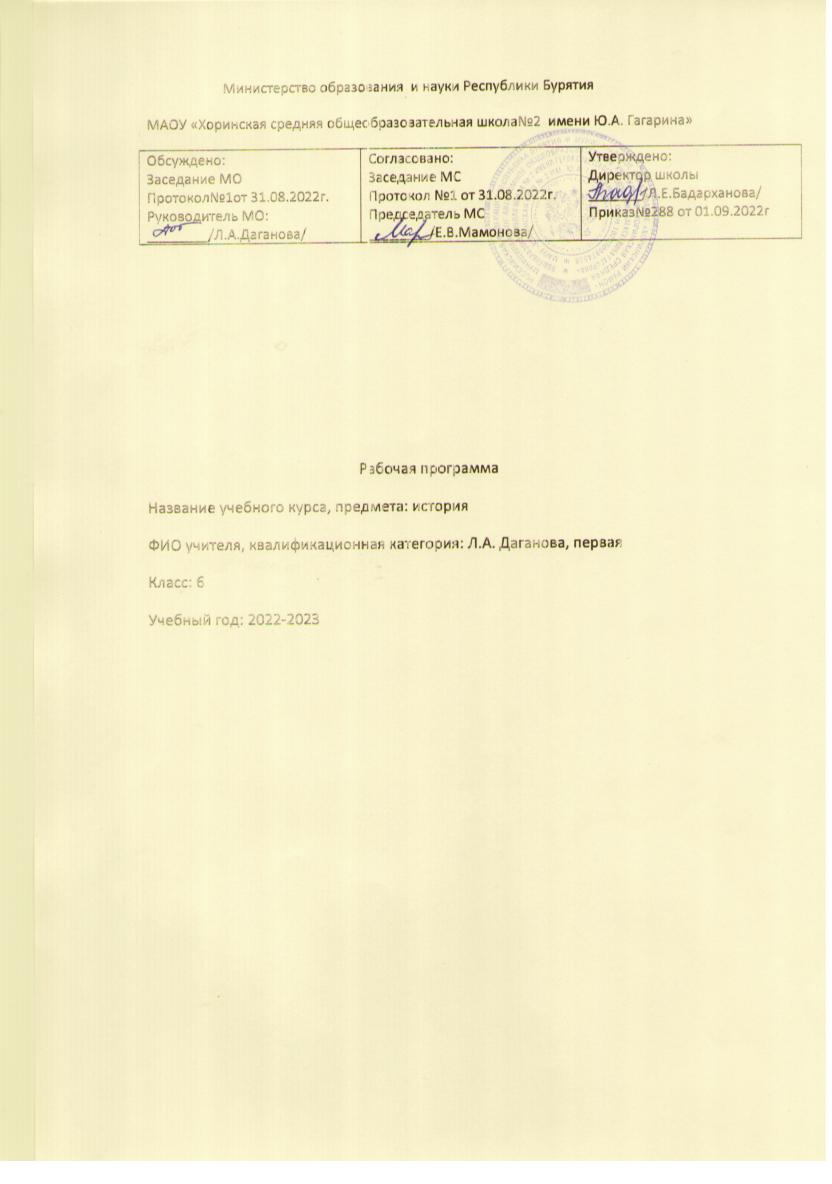 Министерство образования и науки Республики Бурятия
МАОУ «Хоринская средняя общеобразовательная школа№2 имени Ю.А. Гагарина»
Обсуждено:
Заседание МО
Протокол№1от 31.08.2022г.
Руководитель МО:
/Л.А.Даганова/
Согласовано:
Заседание МС
Протокол №1 от 31.08.2022г.
Председатель МС
/Е.В.Мамонова/
Утверждено:
Директор школы
/Л.Е.Бадарханова/
Приказ№288 от 01.09.2022г
Рабочая программа
Название учебного курса, предмета: история
ФИО учителя, квалификационная категория: Л.А. Даганова, первая
Класс: 6
Учебный год: 2022-2023